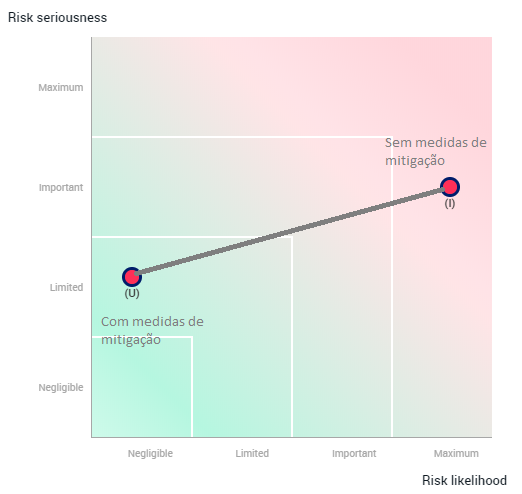 Risk seriousness
Maximum
Sem medidas de
mitigação
Important
(I)
Limited
(U)
Com medidas de
mitigação
Negligible
Negligible
Limited
Important
Maximum
Risk likelihood